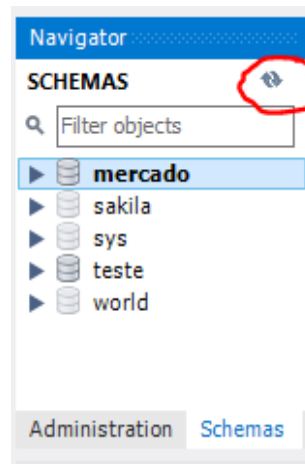 Navigator
SCHEMAS
Filter objects
mercado
sakila
sys
teste
world
Administration Schemas